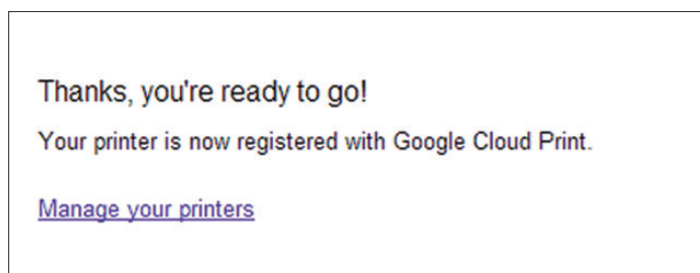 Thanks, you're ready to go!
Your printer is now registered with Google Cloud Print.
Manage your printers